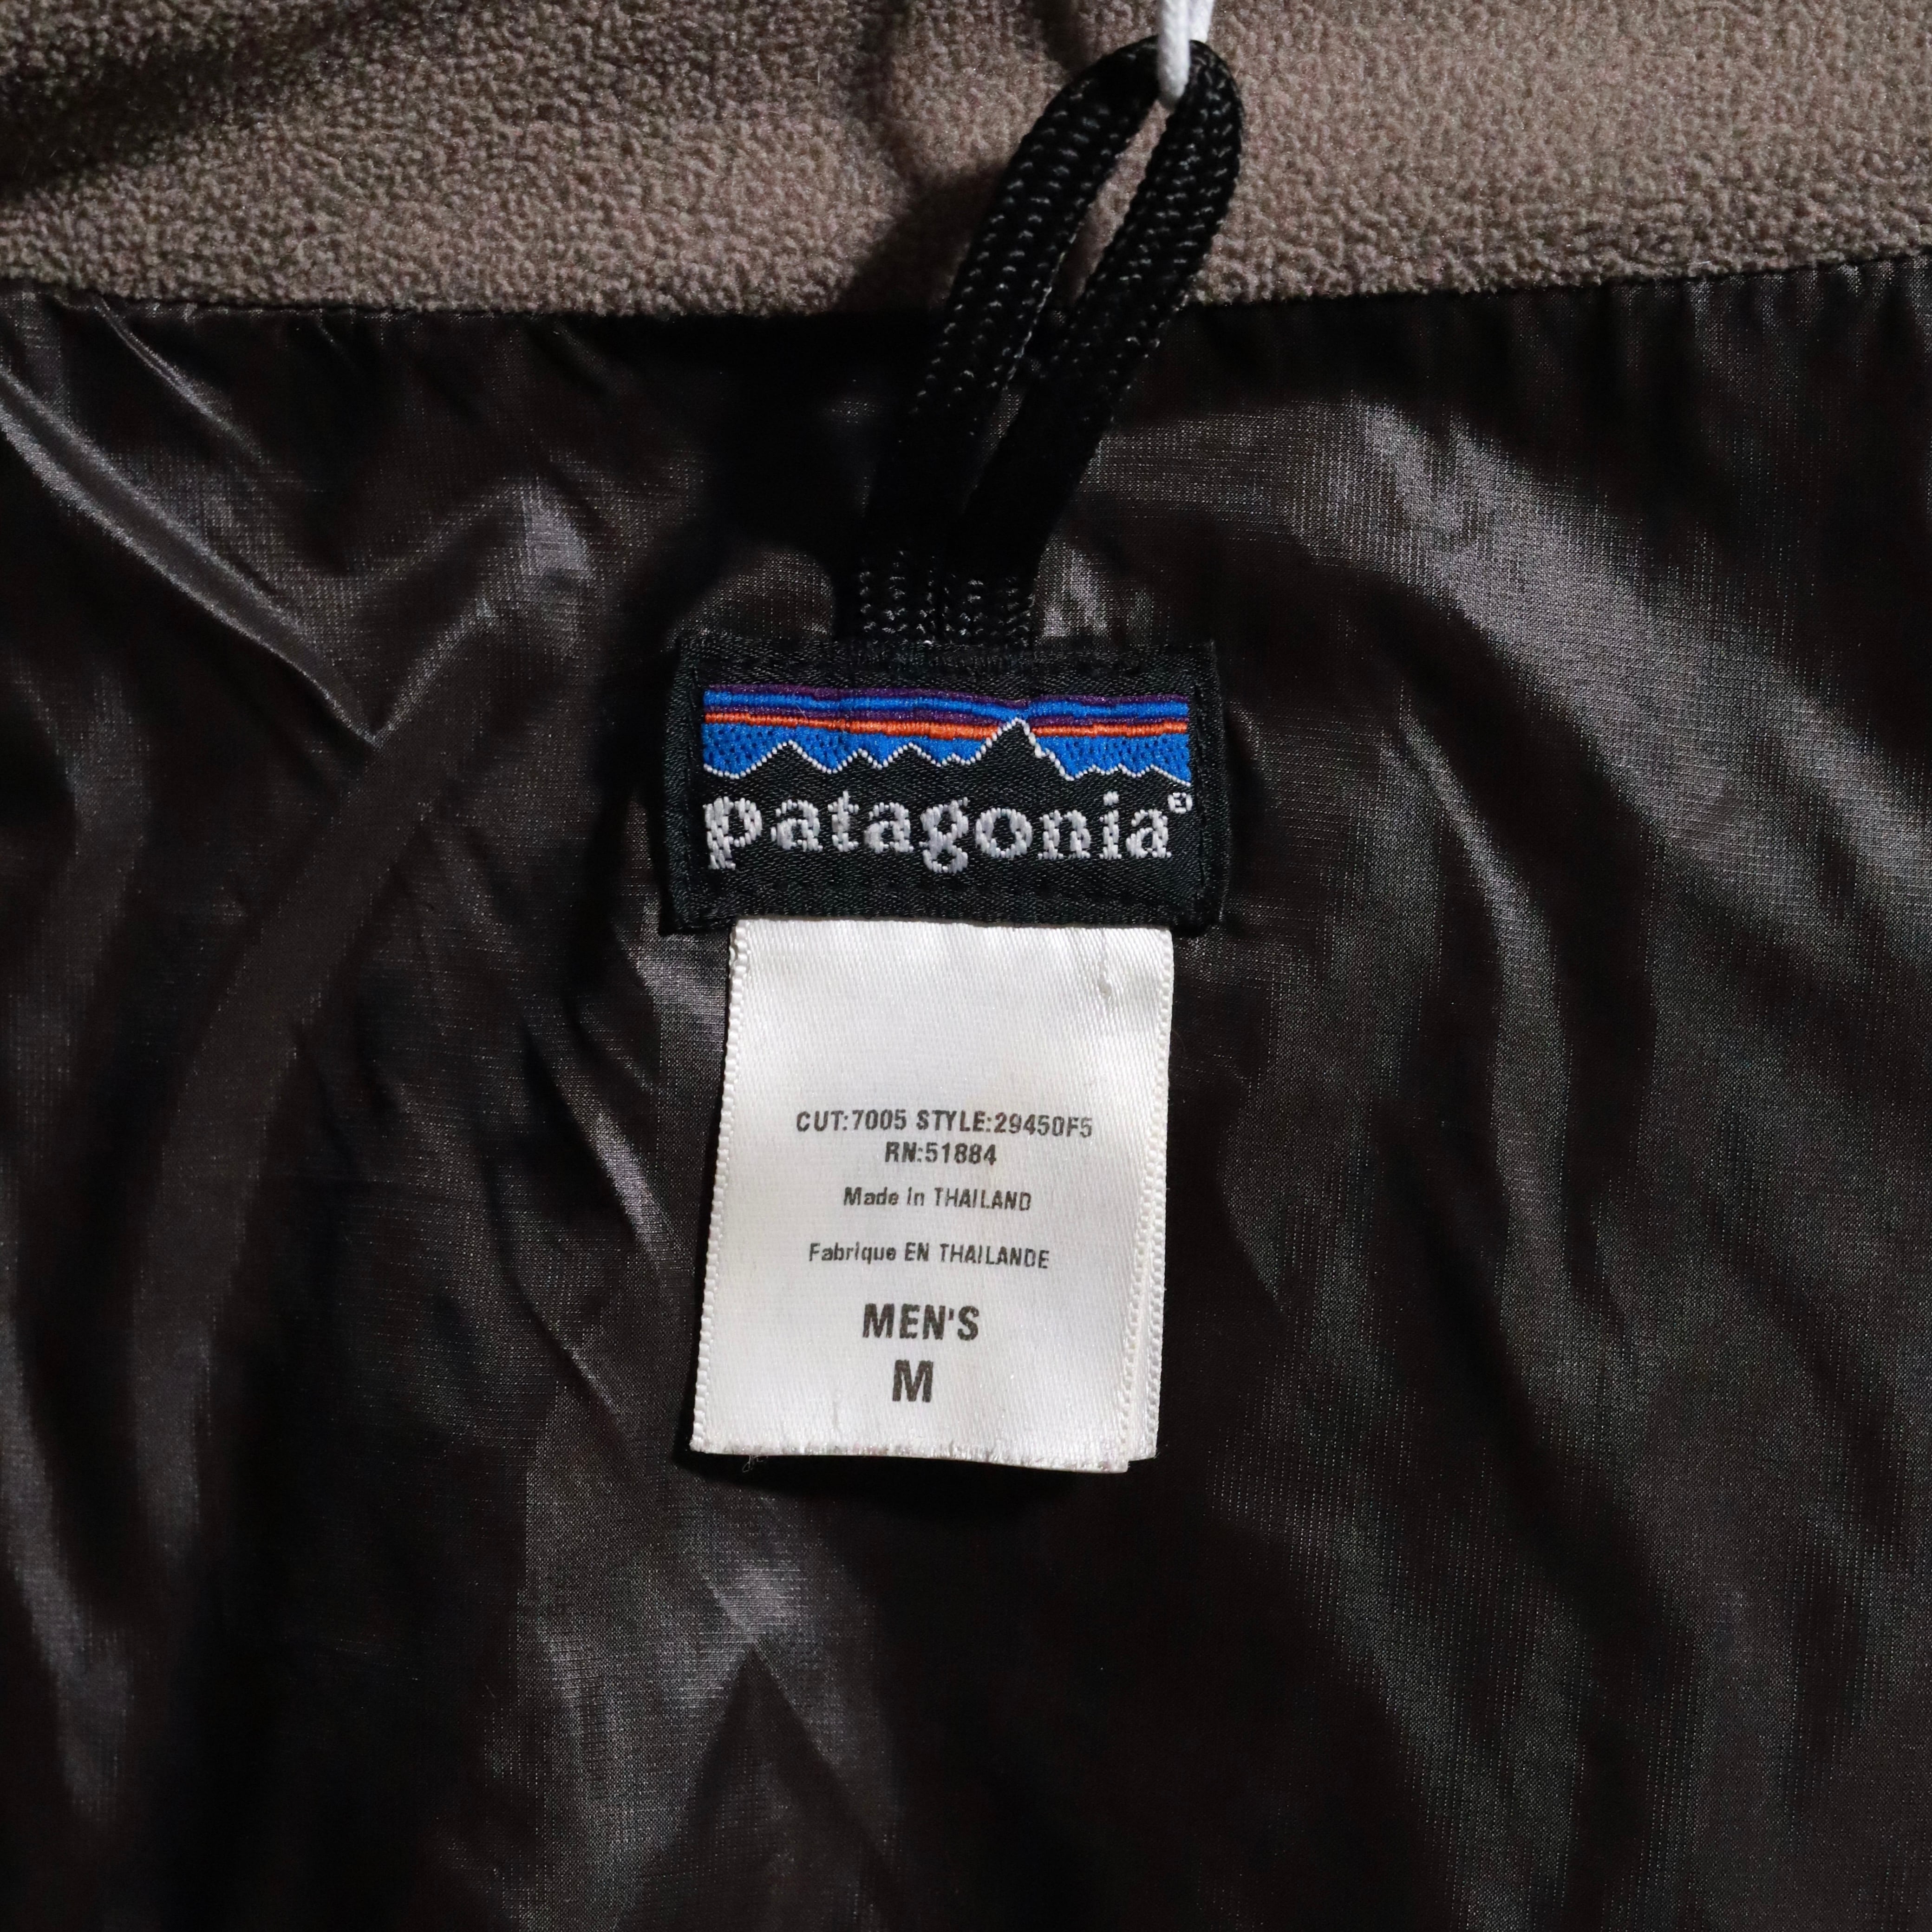 patagonia®
CUT:7005 STYLE:29450F5
RN:51884
Made in THAILAND
Fabrique EN THAILANDE
MEN'S
M